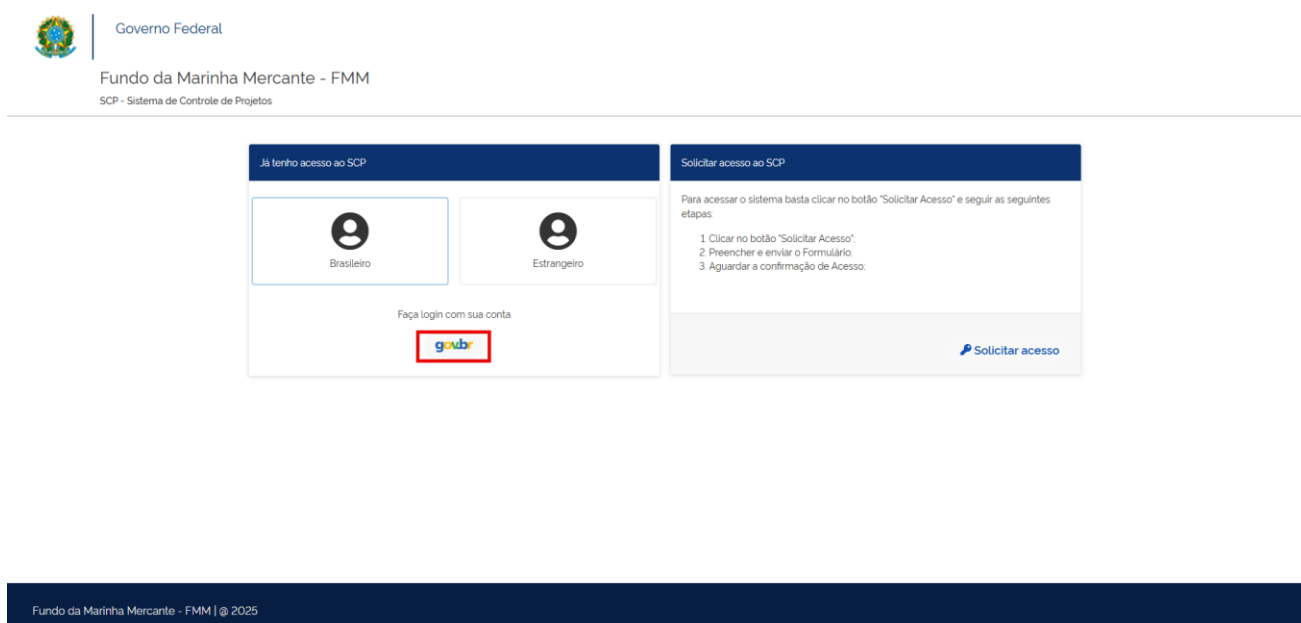 Governo Federal
Fundo da Marinha Mercante - FMM
SCP - Sistema de Controle de Projetos
Já tenho acesso ao SCP
Brasileiro
Estrangeiro
Faça login com sua conta
gov.br
Solicitar acesso ao SCP
Para acessar o sistema basta clicar no botão "Solicitar Acesso" e seguir as seguintes
etapas:
1. Clicar no botão "Solicitar Acesso";
2. Preencher e enviar o Formulário;
3. Aguardar a confirmação de Acesso;
Solicitar acesso
Fundo da Marinha Mercante - FMM | @ 2025